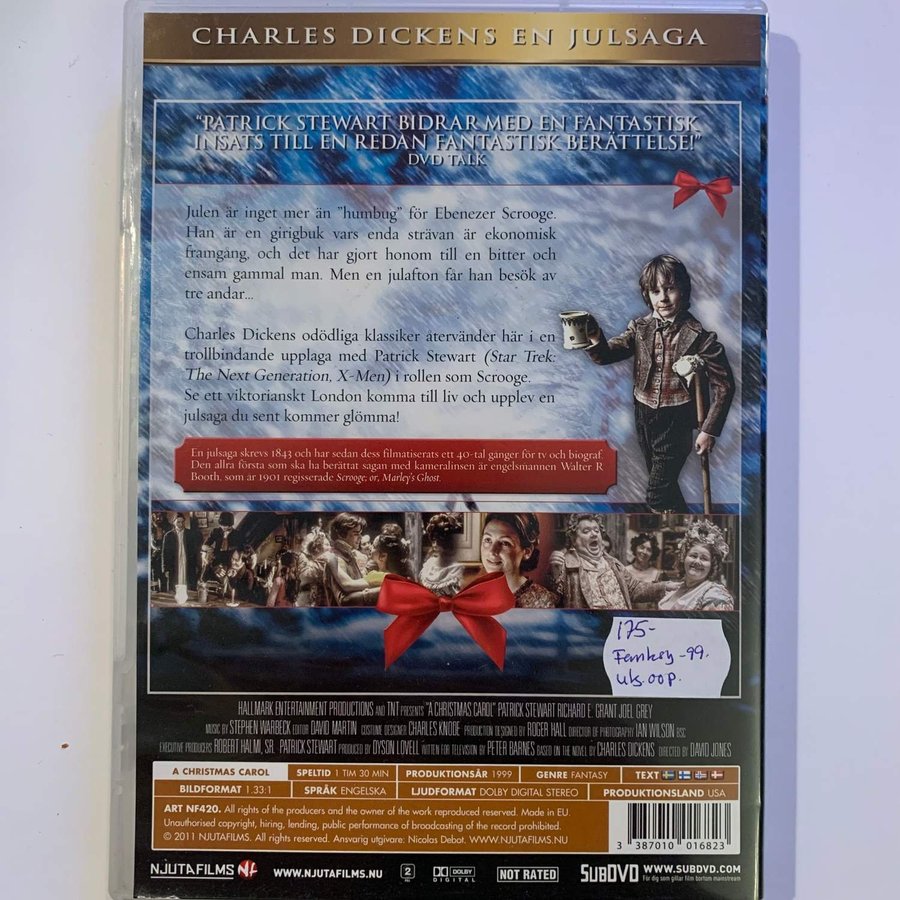 CHARLES DICKENS EN JULSAGA
"PATRICK STEWART BIDRAR MED EN FANTASTISK
INSATS TILL EN REDAN FANTASTISK BERÄTTELSE!"
DVD TALK
Julen är inget mer än "humbug" för Ebenezer Scrooge.
Han är en girigbuk vars enda strävan är ekonomisk
framgång, och det har gjort honom till en bitter och
ensam gammal man. Men en julafton får han besök av
tre andar...
Charles Dickens odödliga klassiker återvänder här i en
trollbindande upplaga med Patrick Stewart (Star Trek:
The Next Generation, X-Men) i rollen som Scrooge.
Se ett viktorianskt London komma till liv och upplev en
julsaga du sent kommer glömma!
En julsaga skrevs 1843 och har sedan dess filmatiserats ett 40-tal gånger för tv och biograf.
Den allra första som ska ha berättat sagan med kameralinsen är engelsmannen Walter R
Booth, som år 1901 regisserade Scrooge; or, Marley's Ghost.
175-
-99.
HALLMARK ENTERTAINMENT PRODUCTIONS AND TNT PRESENTS "A CHRISTMAS CAROL" PATRICK STEWART RICHARD E. GRANT JOEL GREY
MUSIC BY STEPHEN WARBECK EDITOR DAVID MARTIN COSTUME DESIGNER CHARLES KNODE PRODUCTION DESIGNED BY ROGER HALL DIRECTOR OF PHOTOGRAPHY IAN WILSON BSC
EXECUTIVE PRODUCERS ROBERT HALMI, SR. PATRICK STEWART PRODUCED BY DYSON LOVELL WRITTEN FOR TELEVISION BY PETER BARNES BASED ON THE NOVEL BY CHARLES DICKENS DIRECTED BY DAVID JONES
A CHRISTMAS CAROL SPELTID 1 TIM 30 MIN PRODUKTIONSÅR 1999 GENRE FANTASY TEXT
BILDFORMAT 1.33:1 SPRÅK ENGELSKA LJUDFORMAT DOLBY DIGITAL STEREO PRODUKTIONSLAND USA
ART NF420. All rights of the producers and the owner of the work reproduced reserved. Made in EU.
Unauthorised copyright, hiring, lending, public performance of broadcasting of the record prohibited.
© 2011 NJUTAFILMS. All rights reserved. Ansvarig utgivare: Nicolas Debot. WWW.NJUTAFILMS.NU
3 387010 016823
NJUTAFILMS WWW.NJUTAFILMS.NU 2 DOLBY DIGITAL NOT RATED SUBDVD WWW.SUBDVD.COM
För dig som gillar film bortom mainstream